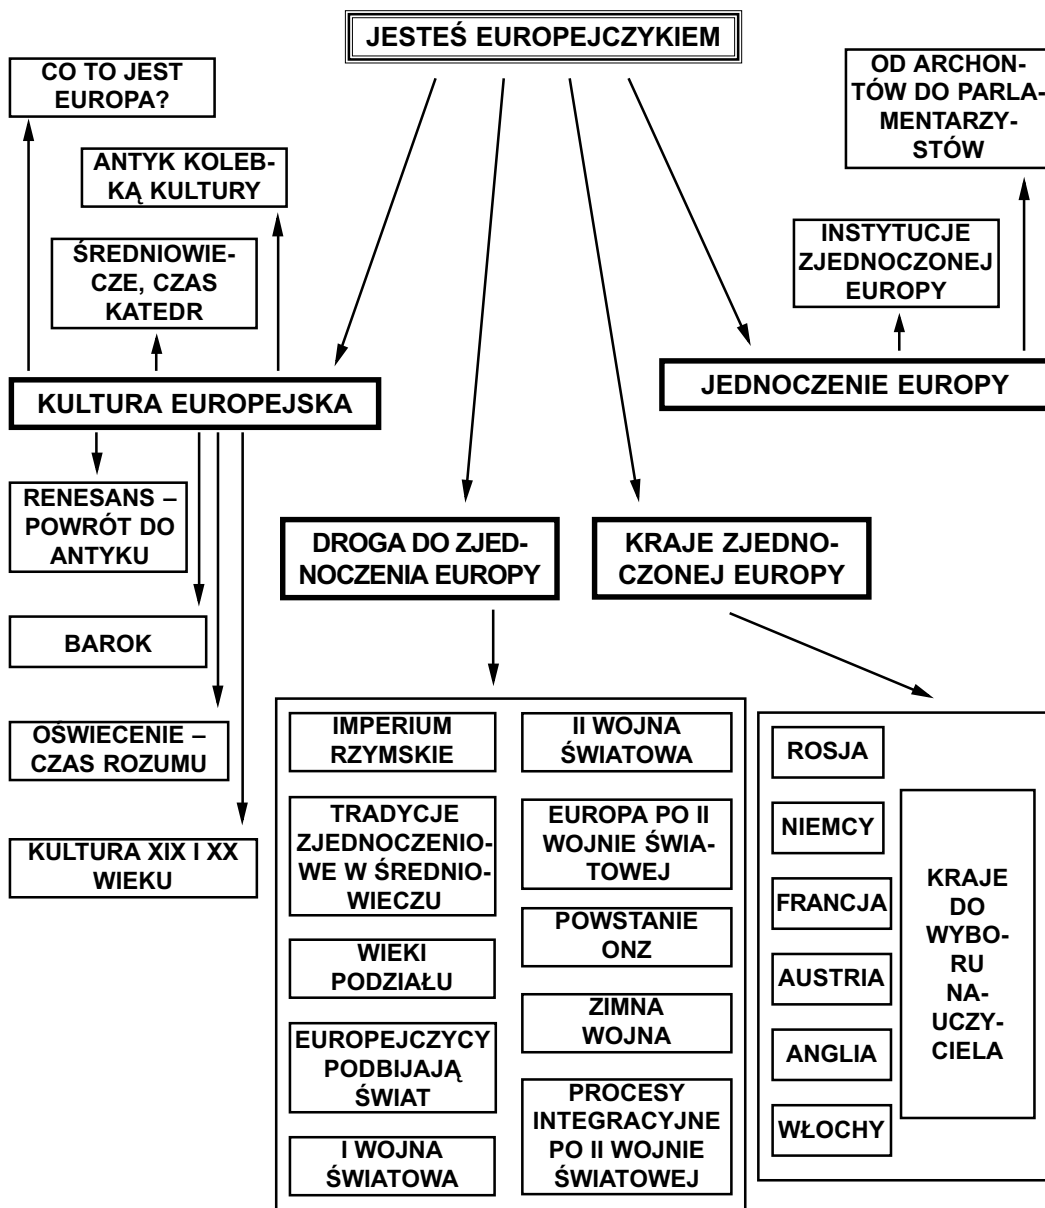 JESTEŚ EUROPEJCZYKIEM
CO TO JEST
EUROPA?
ANTYK KOLEB-
KĄ KULTURY
ŚREDNIOWIE-
CZE, CZAS
KATEDR
KULTURA EUROPEJSKA
RENESANS –
POWRÓT DO
ANTYKU
BAROK
OŚWIECENIE –
CZAS ROZUMU
KULTURA XIX I XX
WIEKU
OD ARCHON-
TÓW DO PARLA-
MENTARZY-
STÓW
INSTYTUCJE
ZJEDNOCZONEJ
EUROPY
JEDNOCZENIE EUROPY
DROGA DO ZJED-
NOCZENIA EUROPY
IMPERIUM
RZYMSKIE
TRADYCJE
ZJEDNOCZENIO-
WE W ŚREDNIO-
WIECZU
WIEKI
PODZIAŁU
EUROPEJCZYCY
PODBIJAJĄ
ŚWIAT
I WOJNA
ŚWIATOWA
II WOJNA
ŚWIATOWA
EUROPA PO II
WOJNIE ŚWIA-
TOWEJ
POWSTANIE
ONZ
ZIMNA
WOJNA
PROCESY
INTEGRACYJNE
PO II WOJNIE
ŚWIATOWEJ
KRAJE ZJEDNO-
CZONEJ EUROPY
ROSJA
NIEMCY
FRANCJA
AUSTRIA
ANGLIA
WŁOCHY
KRAJE
DO
WYBO-
RU
NA-
UCZY-
CIELA